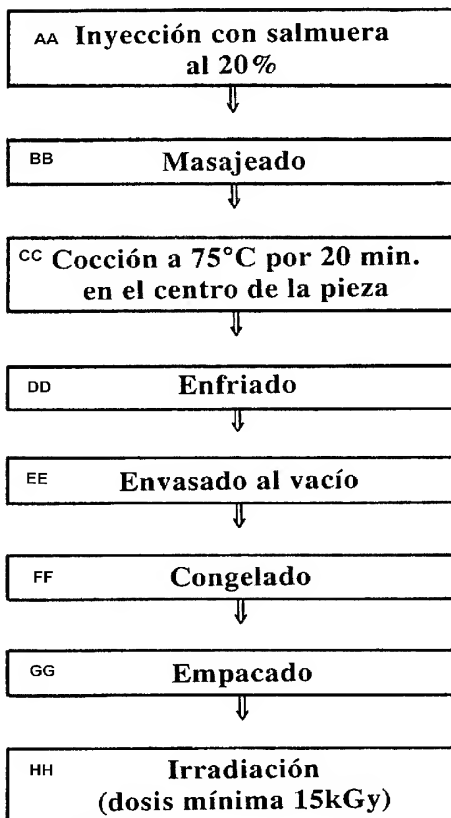 AA Inyección con salmuera
al 20%
BB Masajeado
CC Cocción a 75°C por 20 min.
en el centro de la pieza
DD Enfriado
EE Envasado al vacío
FF Congelado
GG Empacado
HH Irradiación
(dosis mínima 15kGy)